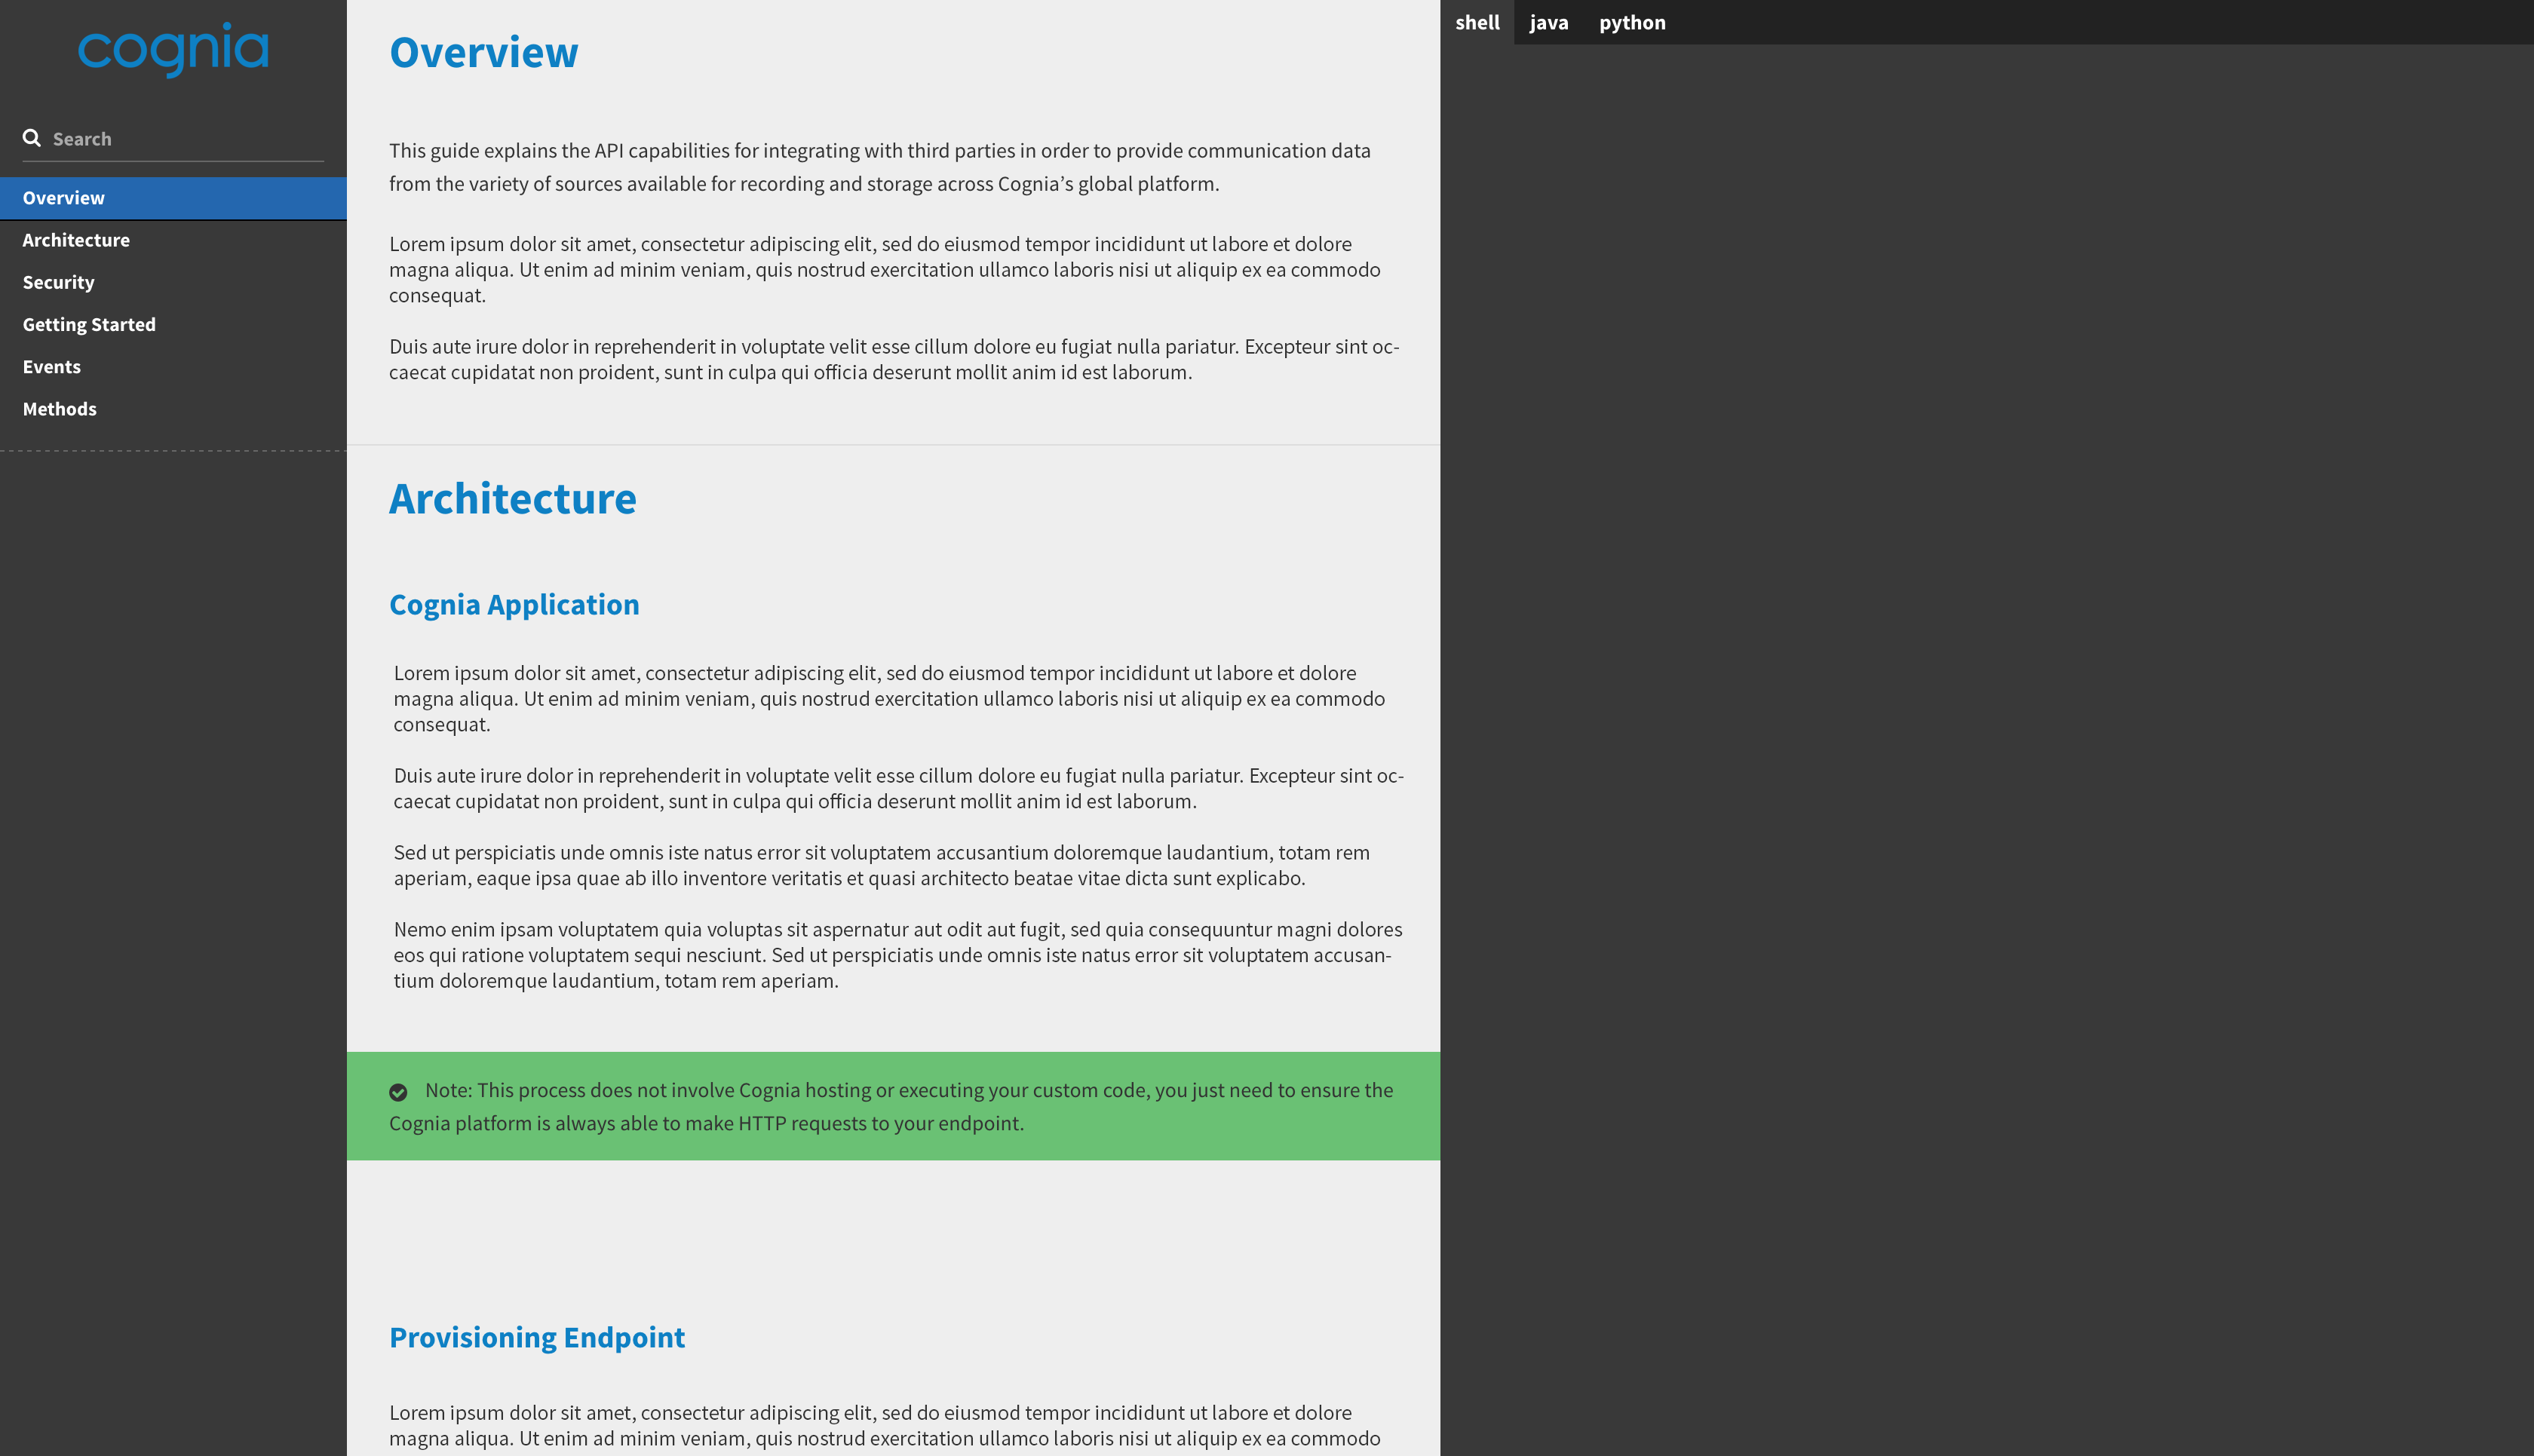 cognia
Search
Overview
Architecture
Security
Getting Started
Events
Methods
Overview
This guide explains the API capabilities for integrating with third parties in order to provide communication data
from the variety of sources available for recording and storage across Cognia’s global platform.
Lorem ipsum dolor sit amet, consectetur adipiscing elit, sed do eiusmod tempor incididunt ut labore et dolore
magna aliqua. Ut enim ad minim veniam, quis nostrud exercitation ullamco laboris nisi ut aliquip ex ea commodo
consequat.
Duis aute irure dolor in reprehenderit in voluptate velit esse cillum dolore eu fugiat nulla pariatur. Excepteur sint oc-
caecat cupidatat non proident, sunt in culpa qui officia deserunt mollit anim id est laborum.
Architecture
Cognia Application
Lorem ipsum dolor sit amet, consectetur adipiscing elit, sed do eiusmod tempor incididunt ut labore et dolore
magna aliqua. Ut enim ad minim veniam, quis nostrud exercitation ullamco laboris nisi ut aliquip ex ea commodo
consequat.
Duis aute irure dolor in reprehenderit in voluptate velit esse cillum dolore eu fugiat nulla pariatur. Excepteur sint oc-
caecat cupidatat non proident, sunt in culpa qui officia deserunt mollit anim id est laborum.
Sed ut perspiciatis unde omnis iste natus error sit voluptatem accusantium doloremque laudantium, totam rem
aperiam, eaque ipsa quae ab illo inventore veritatis et quasi architecto beatae vitae dicta sunt explicabo.
Nemo enim ipsam voluptatem quia voluptas sit aspernatur aut odit aut fugit, sed quia consequuntur magni dolores
eos qui ratione voluptatem sequi nesciunt. Sed ut perspiciatis unde omnis iste natus error sit voluptatem accusan-
tium doloremque laudantium, totam rem aperiam.
Note: This process does not involve Cognia hosting or executing your custom code, you just need to ensure the
Cognia platform is always able to make HTTP requests to your endpoint.
Provisioning Endpoint
Lorem ipsum dolor sit amet, consectetur adipiscing elit, sed do eiusmod tempor incididunt ut labore et dolore
magna aliqua. Ut enim ad minim veniam, quis nostrud exercitation ullamco laboris nisi ut aliquip ex ea commodo
shell java python